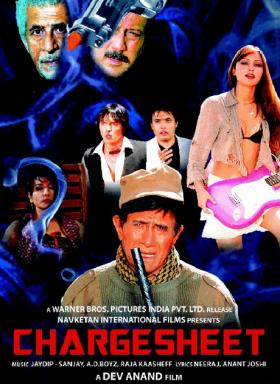 ?
A WARNER BROS. PICTURES INDIA PVT. LTD. RELEASE
NAVKETAN INTERNATIONAL FILMS PRESENTS
CHARGESHEET
MUSIC JAYDIP - SANJAY, A.D.BOYZ, RAJA KAASHEFF LYRICS NEERAJ, ANANT JOSHI
A DEV ANAND FILM